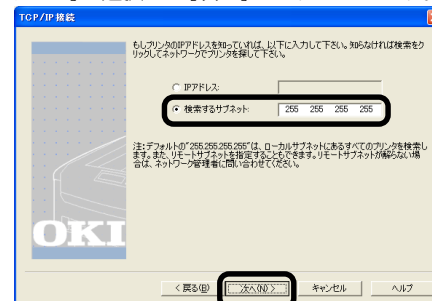 TCP/IP 接続
もしプリンタのIPアドレスを知っていれば、以下に入力して下さい。知らなければ検索をク
リックしてネットワークでプリンタを探して下さい。
IPアドレス:
検索するサブネット: 255 255 255 255
注:デフォルトの"255.255.255.255"は、ローカルサブネットにあるすべてのプリンタを検索し
ます。また、リモートサブネットを指定することもできます。リモートサブネットが解らない場
合は、ネットワーク管理者に問い合わせてください。
OKI
< 戻る(B) 次へ(N) > キャンセル ヘルプ